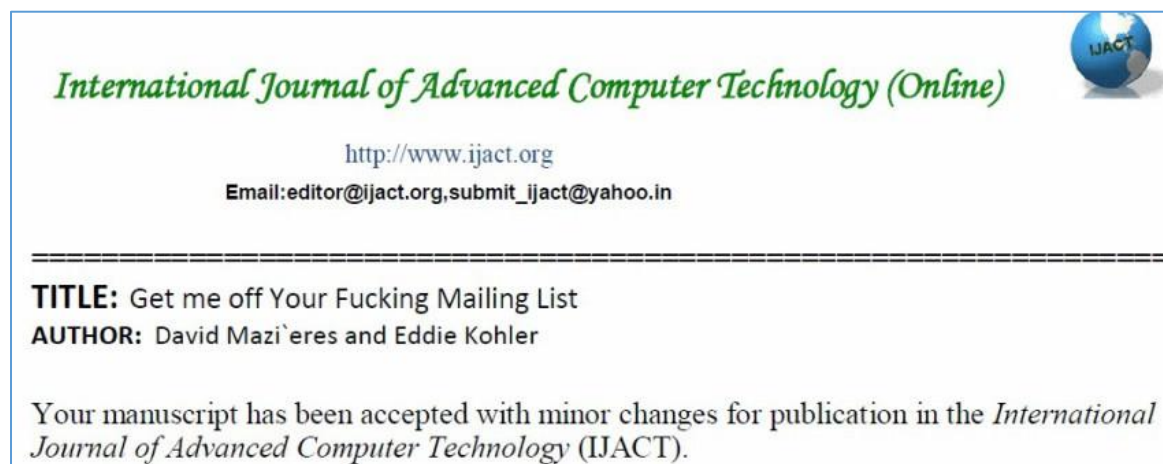 IJACT
International Journal of Advanced Computer Technology (Online)
http://www.ijact.org
Email:editor@ijact.org,submit_ijact@yahoo.in
==================================================================
TITLE: Get me off Your Fucking Mailing List
AUTHOR: David Mazi`eres and Eddie Kohler
Your manuscript has been accepted with minor changes for publication in the International
Journal of Advanced Computer Technology (IJACT).